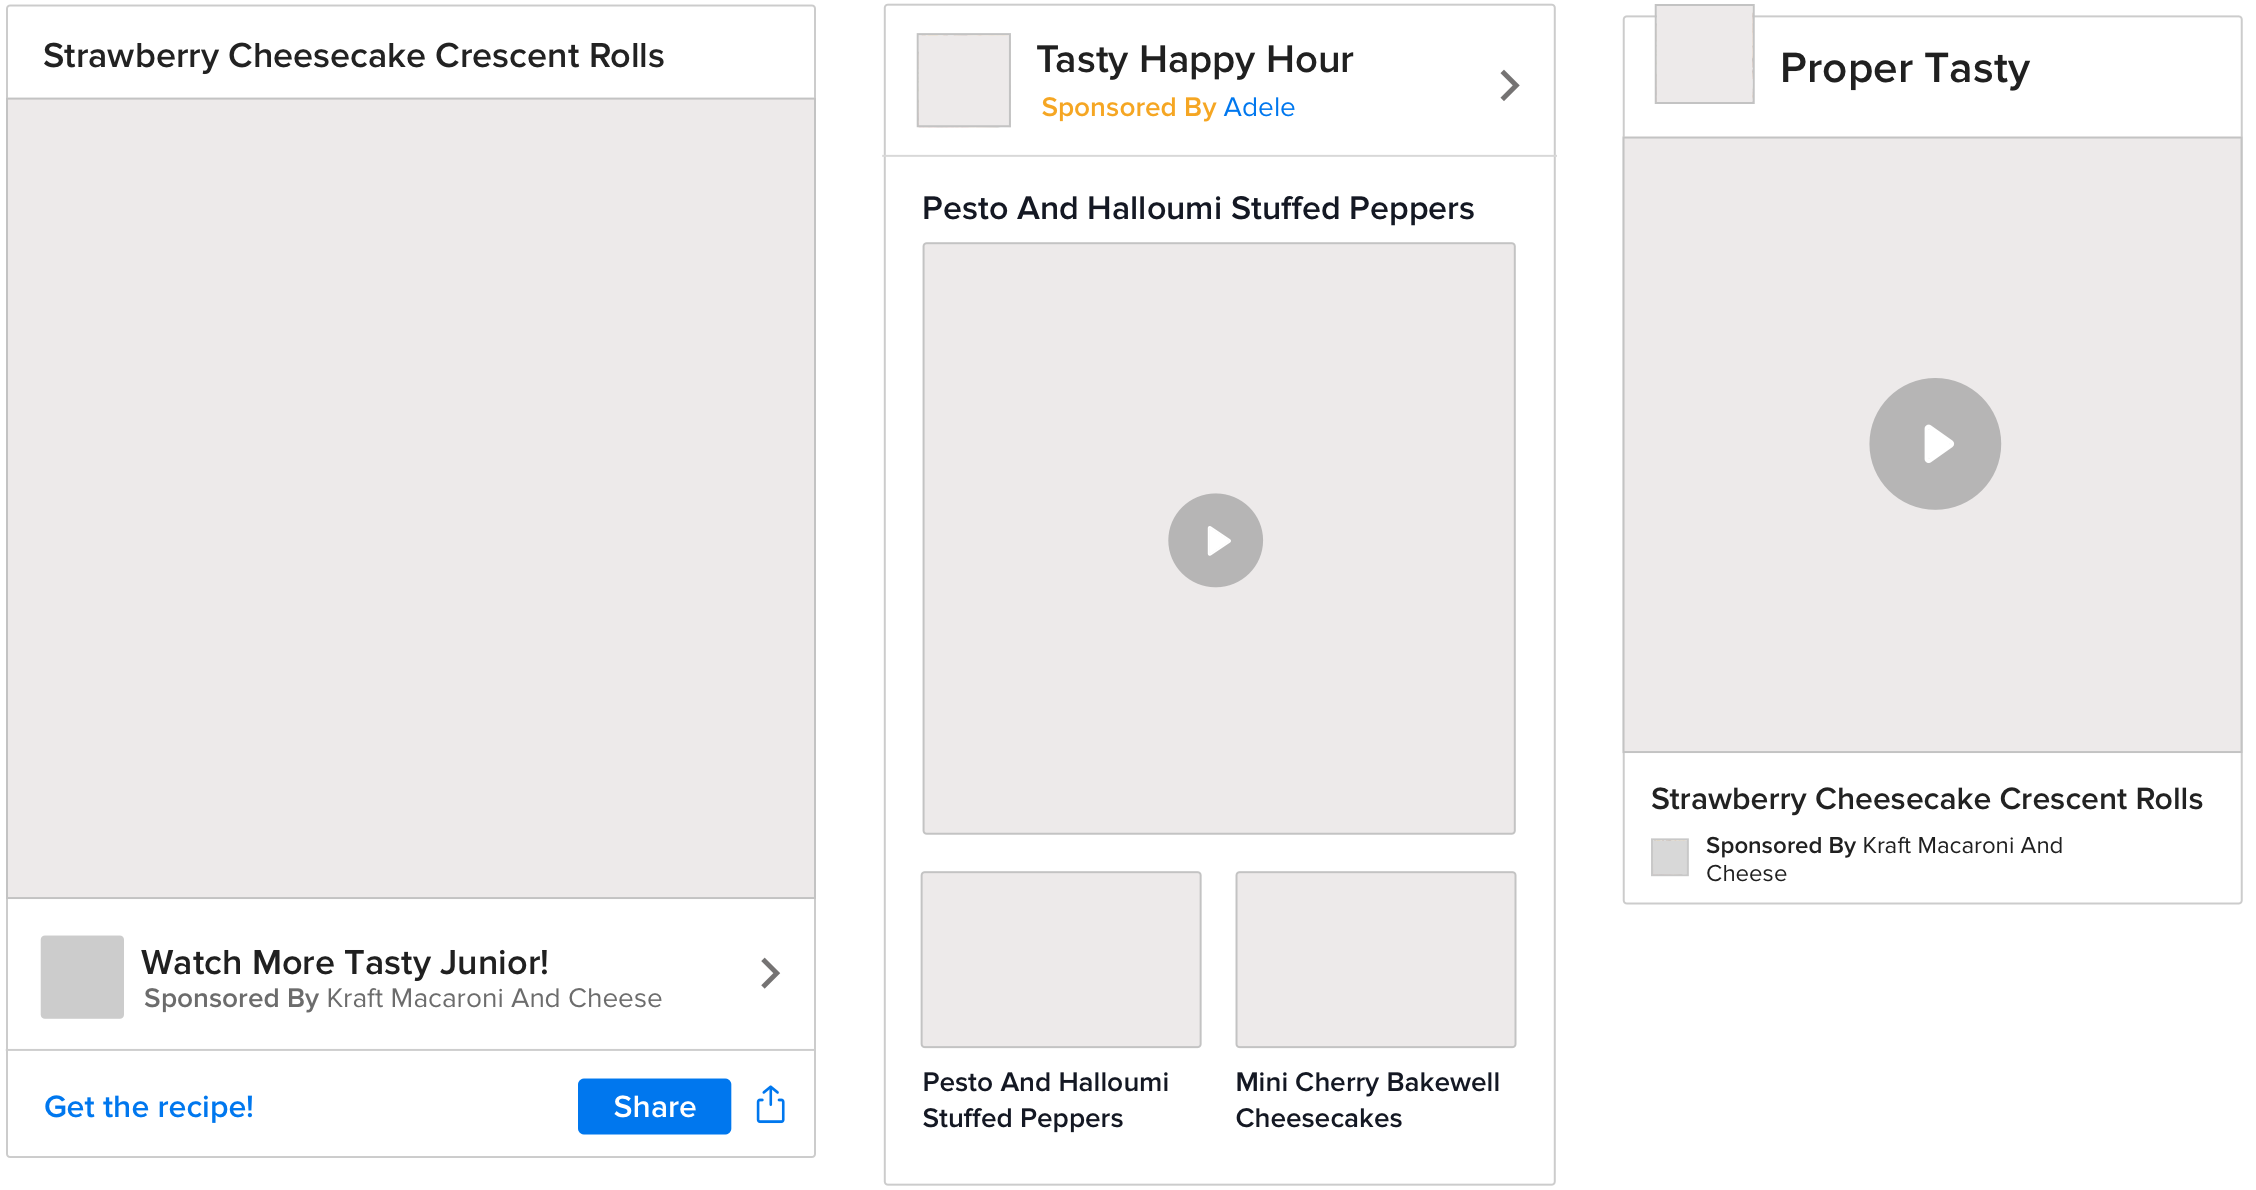 Strawberry Cheesecake Crescent Rolls
Watch More Tasty Junior!
Sponsored By Kraft Macaroni And Cheese
Get the recipe!
Share
Tasty Happy Hour
Sponsored By Adele
Pesto And Halloumi Stuffed Peppers
Pesto And Halloumi
Stuffed Peppers
Mini Cherry Bakewell
Cheesecakes
Proper Tasty
Strawberry Cheesecake Crescent Rolls
Sponsored By Kraft Macaroni And
Cheese